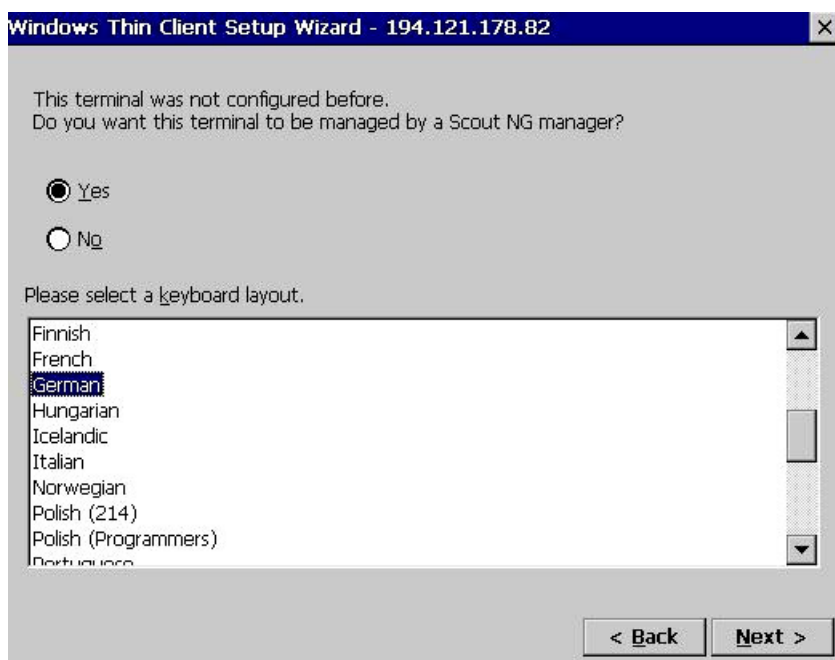 Windows Thin Client Setup Wizard - 194.121.178.82
This terminal was not configured before.
Do you want this terminal to be managed by a Scout NG manager?
Yes
No
Please select a keyboard layout.
Finnish
French
German
Hungarian
Icelandic
Italian
Norwegian
Polish (214)
Polish (Programmers)
Portuguese
< Back
Next >